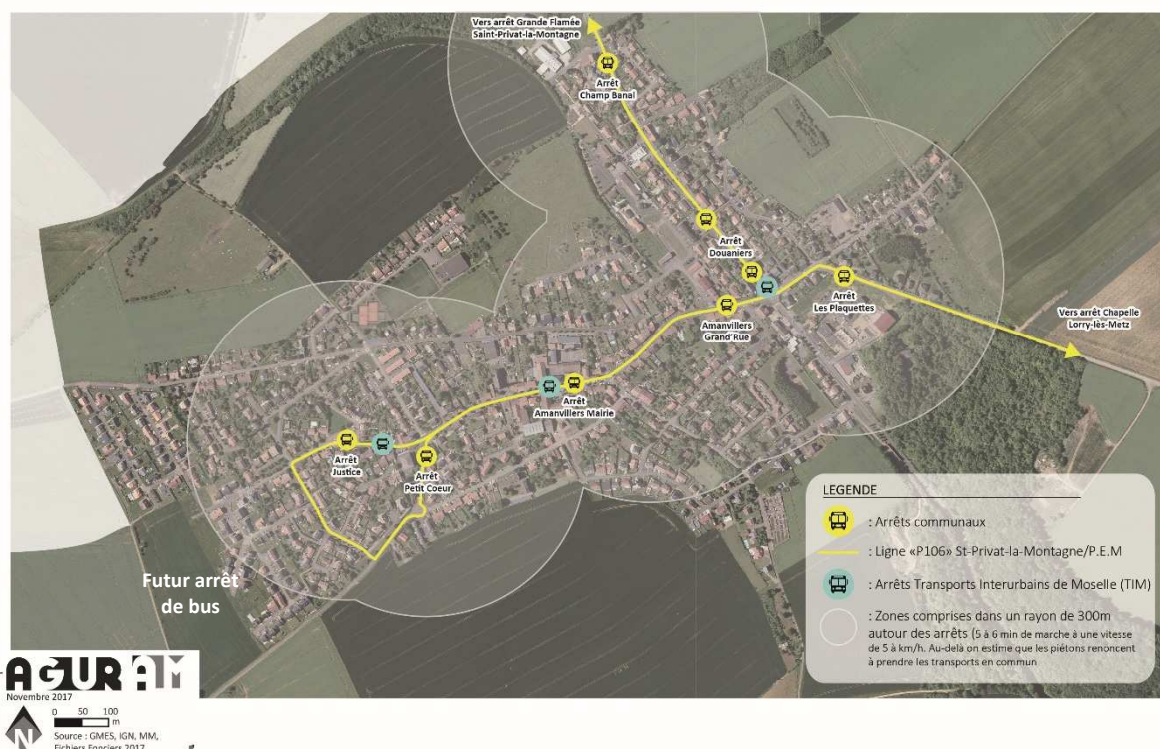 Vers arrêt Grande Flamée
Saint-Privat-la-Montagne
Arrêt
Champ Banal
Arrêt
Douaniers
Arrêt
Les Plaquettes
Vers arrêt Chapelle
Lorry-lès-Metz
Amanvillers
Grand'Rue
Arrêt
Amanvillers Mairie
Arrêt
Justice
Arrêt
Petit Coeur
Futur arrêt
de bus
LEGENDE
: Arrêts communaux
: Ligne «P106» St-Privat-la-Montagne/P.E.M
: Arrêts Transports Interurbains de Moselle (TIM)
: Zones comprises dans un rayon de 300m
autour des arrêts (5 à 6 min de marche à une vitesse
de 5 à km/h. Au-delà on estime que les piétons renoncent
à prendre les transports en commun
AGURAM
Novembre 2017
N
0 50 100
m
Source : GMES, IGN, MM,
Fichiers Fonciers 2017